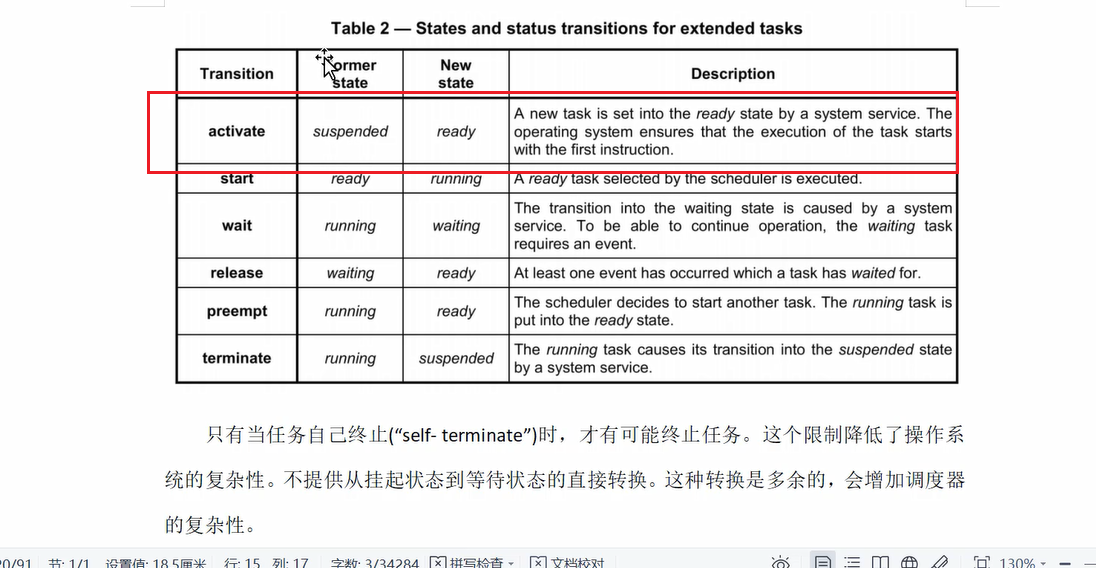 Table 2 — States and status transitions for extended tasks
Transition
state
New
state
Description
activate
suspended
ready
A new task is set into the ready state by a system service. The
operating system ensures that the execution of the task starts
with the first instruction.
start
ready
running
A ready task selected by the scheduler is executed.
wait
running
waiting
The transition into the waiting state is caused by a system
service. To be able to continue operation, the waiting task
requires an event.
release
waiting
ready
At least one event has occurred which a task has waited for.
preempt
running
ready
The scheduler decides to start another task. The running task is
put into the ready state.
terminate
running
suspended
The running task causes its transition into the suspended state
by a system service.
只有当任务自己终止(“self- terminate”)时，才有可能终止任务。这个限制降低了操作系
统的复杂性。不提供从挂起状态到等待状态的直接转换。这种转换是多余的，会增加调度器
的复杂性。
节: 1/1 设置值: 18.5厘米 行: 15 列: 17 字数: 3/34284 拼写检查 文档校对 130%